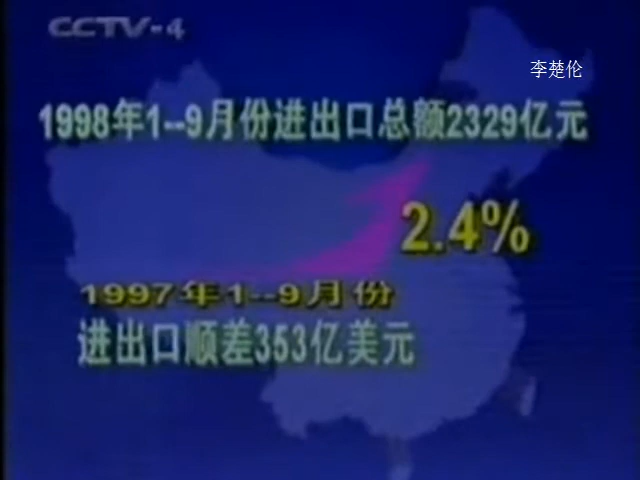 CCTV-4
李楚伦
1998年1--9月份进出口总额2329亿元
2.4%
1997年1--9月份
进出口顺差353亿美元